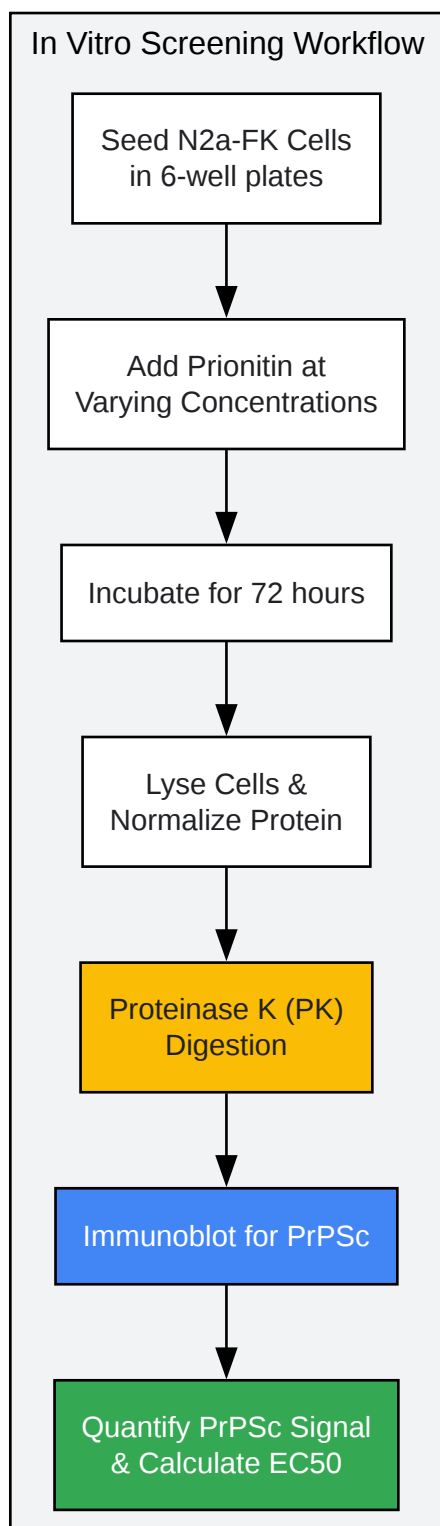 In Vitro Screening Workflow
Seed N2a-FK Cells
in 6-well plates
Add Prionitin at
Varying Concentrations
Incubate for 72 hours
Lyse Cells &
Normalize Protein
Proteinase K (PK)
Digestion
Immunoblot for PrPSc
Quantify PrPSc Signal
& Calculate EC50